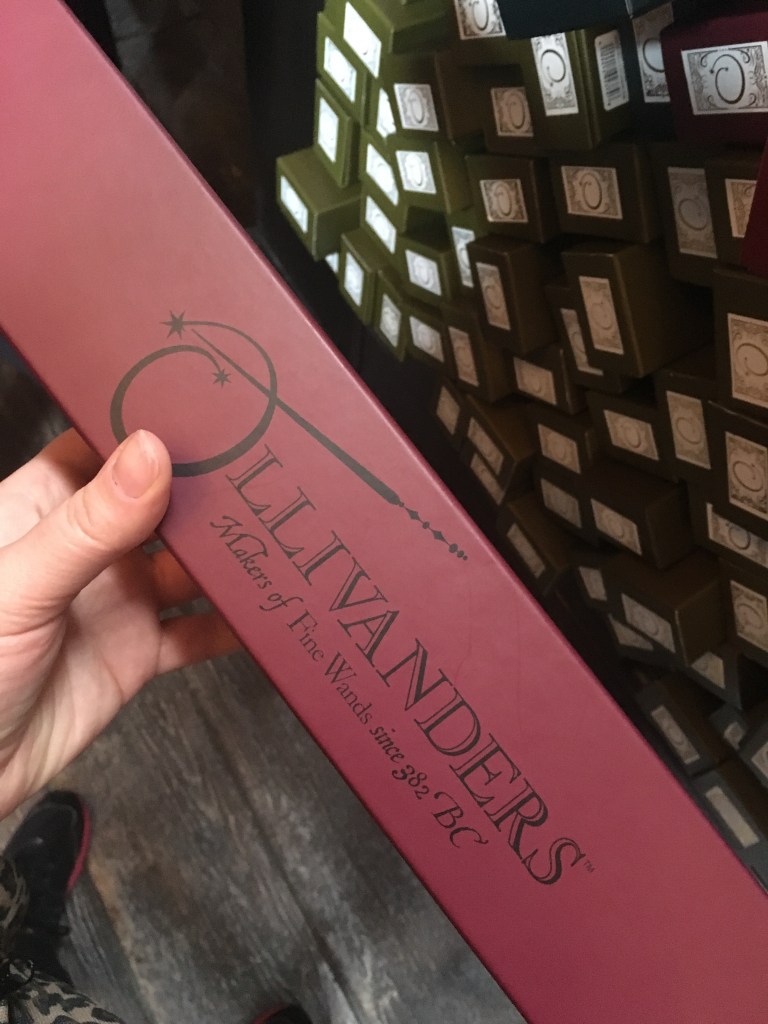 OLLIVANDERS™
Makers of Fine Wands since 382 BC